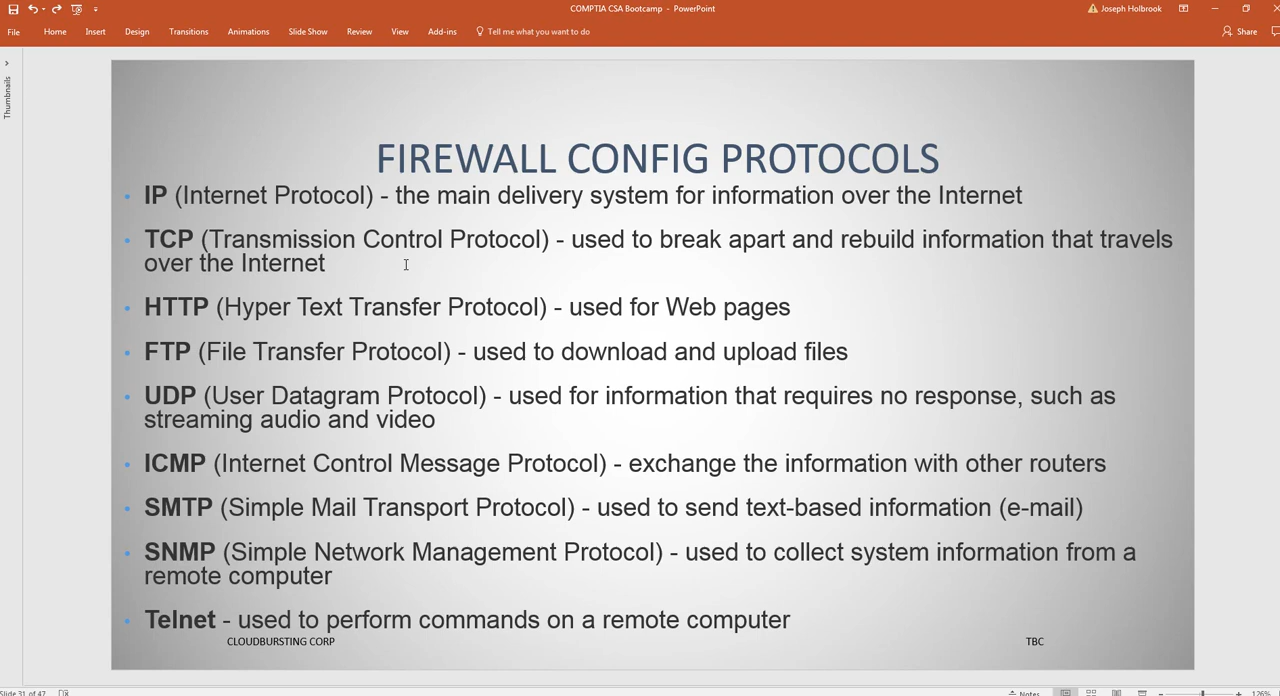 COMPTIA CSA Bootcamp - PowerPoint
Joseph Holbrook
File Home Insert Design Transitions Animations Slide Show Review View Add-ins Tell me what you want to do Share
Thumbnails
FIREWALL CONFIG PROTOCOLS
• IP (Internet Protocol) - the main delivery system for information over the Internet
• TCP (Transmission Control Protocol) - used to break apart and rebuild information that travels
over the Internet
• HTTP (Hyper Text Transfer Protocol) - used for Web pages
• FTP (File Transfer Protocol) - used to download and upload files
• UDP (User Datagram Protocol) - used for information that requires no response, such as
streaming audio and video
• ICMP (Internet Control Message Protocol) - exchange the information with other routers
• SMTP (Simple Mail Transport Protocol) - used to send text-based information (e-mail)
• SNMP (Simple Network Management Protocol) - used to collect system information from a
remote computer
• Telnet - used to perform commands on a remote computer
CLOUDBURSTING CORP TBC
Slide 31 of 47 Notes 126%